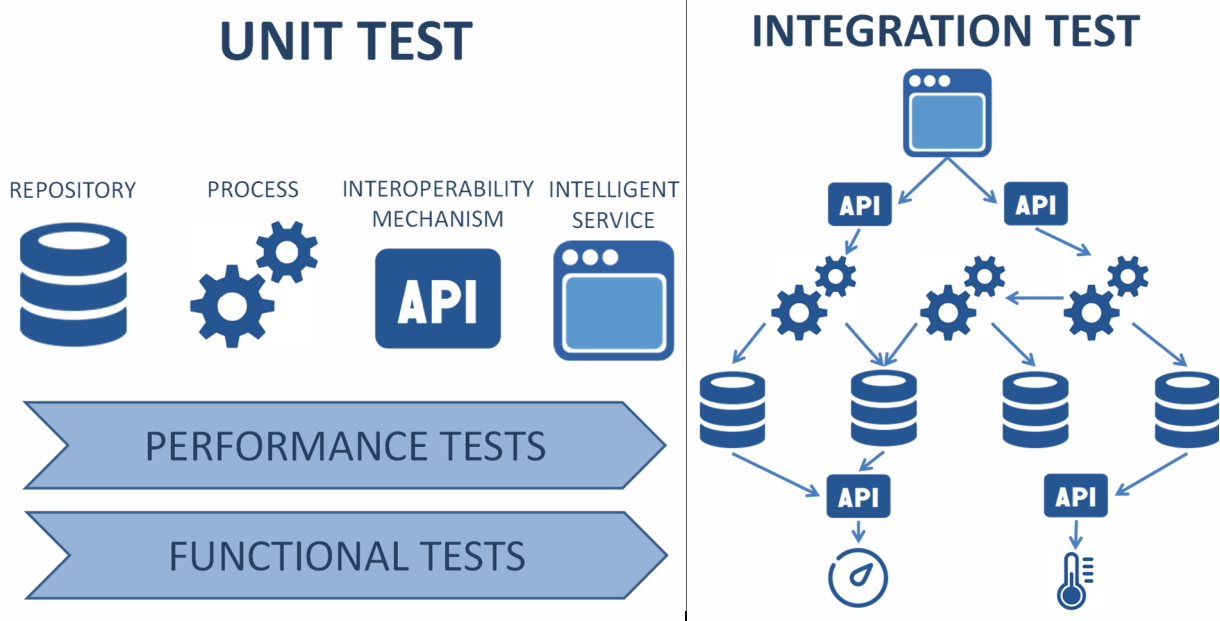 UNIT TEST
REPOSITORY
PROCESS
INTEROPERABILITY
MECHANISM
INTELLIGENT
SERVICE
API
PERFORMANCE TESTS
FUNCTIONAL TESTS
INTEGRATION TEST
API
API
API
API